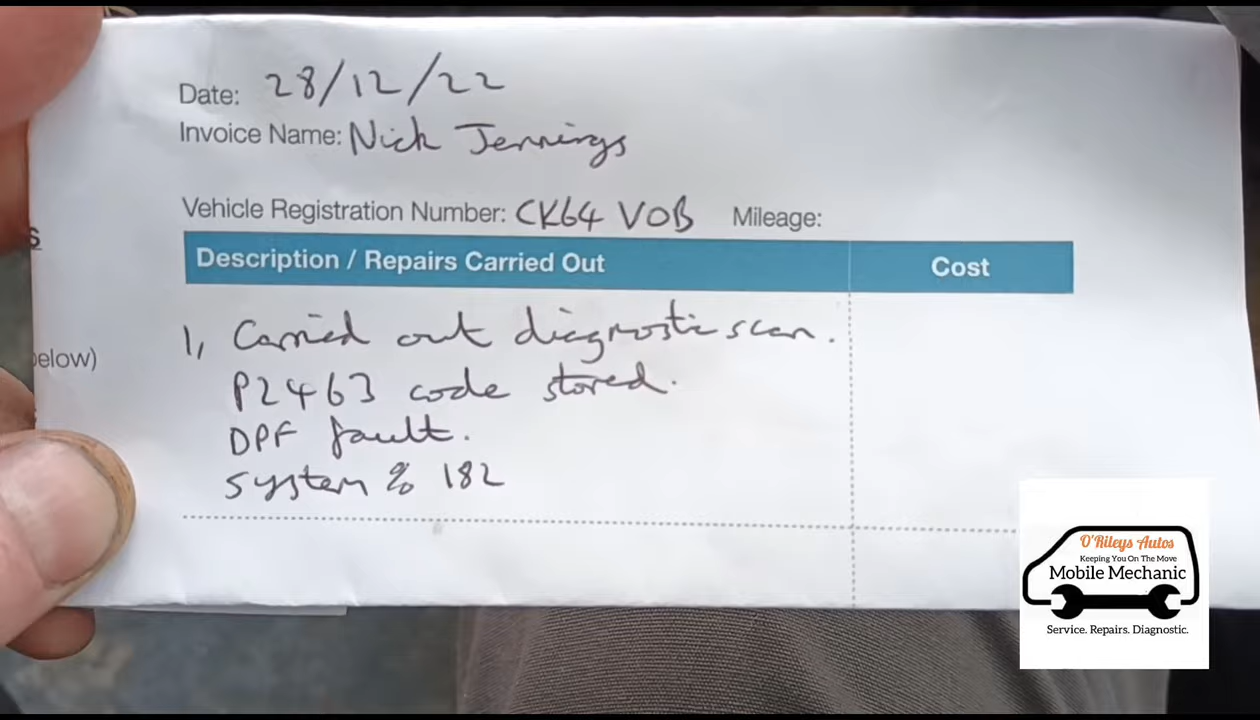 Date: 28/12/22
Invoice Name: Nick Jennings
Vehicle Registration Number: CK64 VOB Mileage:
Description / Repairs Carried Out Cost
elow)
1, Carried out diagnostic scan.
P2463 code stored.
DPF fault.
System % 182
O'Rileys Autos
Keeping You On The Move
Mobile Mechanic
Service. Repairs. Diagnostic.